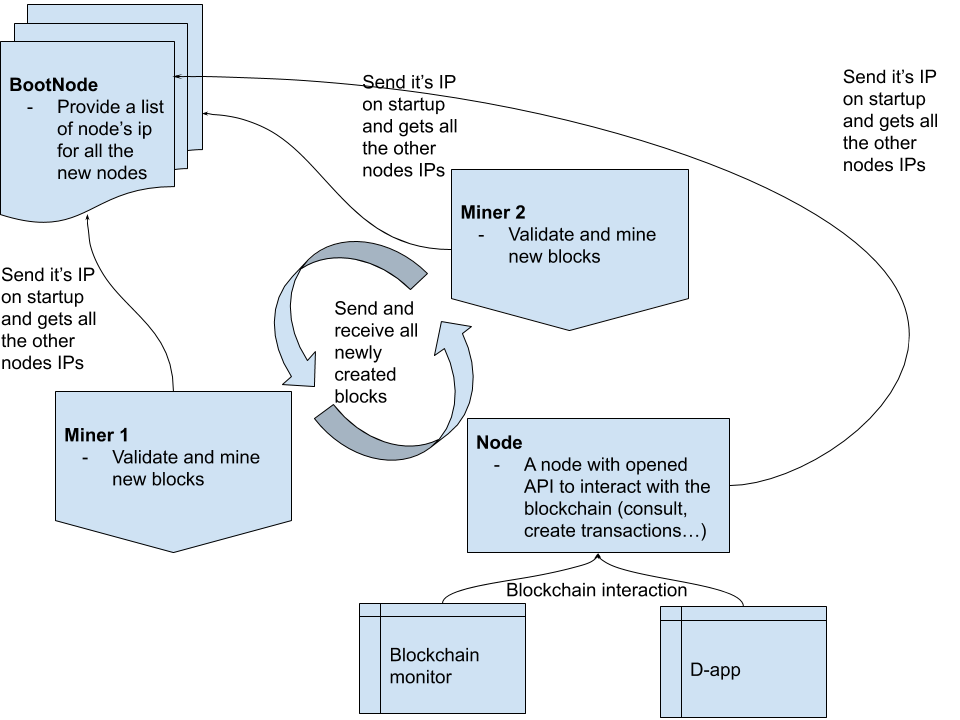 BootNode
- Provide a list
of node's ip
for all the
new nodes
Send it's IP
on startup
and gets all
the other
nodes IPs
Send it's IP
on startup
and gets all
the other
nodes IPs
Miner 2
- Validate and mine
new blocks
Send it's IP
on startup
and gets all
the other
nodes IPs
Send and
receive all
newly
created
blocks
Miner 1
- Validate and mine
new blocks
Node
- A node with opened
API to interact with the
blockchain (consult,
create transactions…)
Blockchain interaction
Blockchain
monitor
D-app